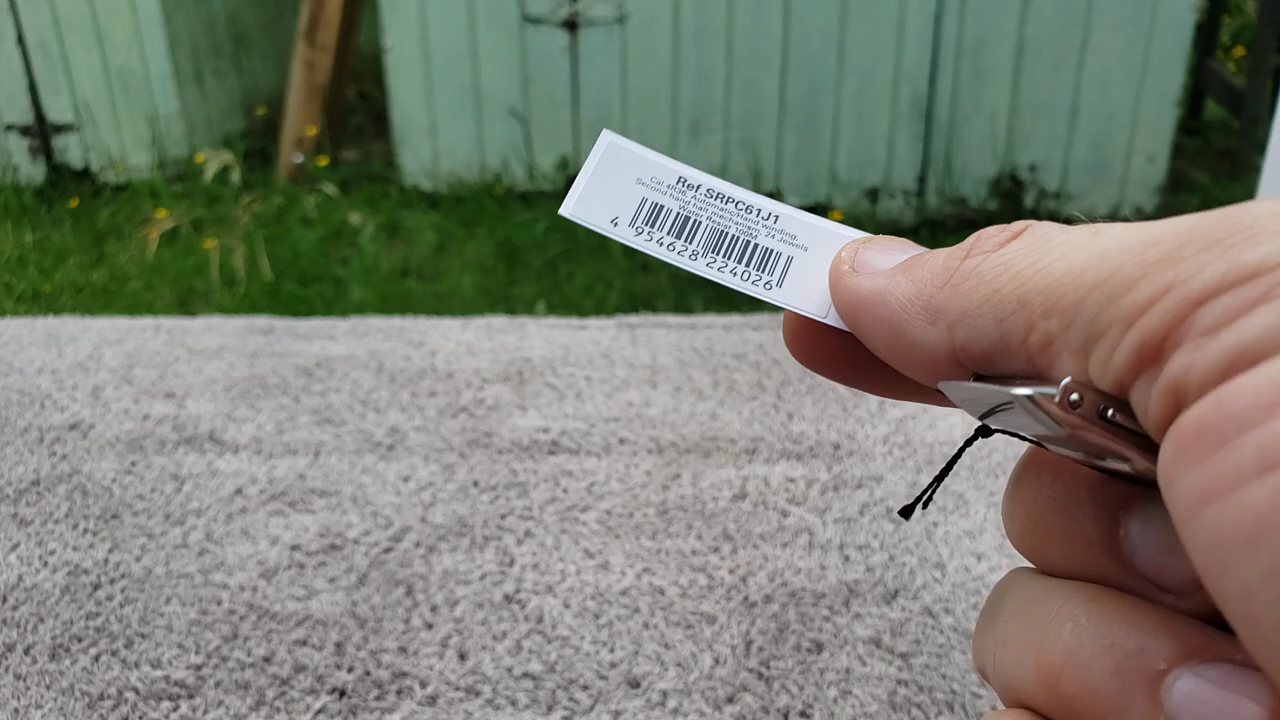 Ref.SRPC61J1
Cal.4R36, Automatic/Hand winding,
Second hand halt mechanism, 24 Jewels
Water Resist 100M
4 954628 224026